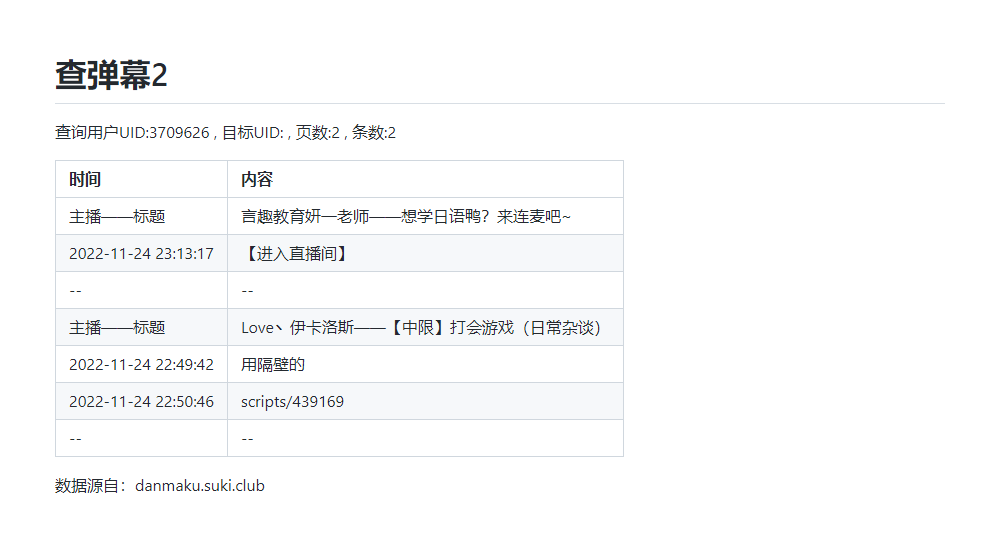 查弹幕2
查询用户UID:3709626 , 目标UID: , 页数:2 , 条数:2
时间 内容
主播——标题 言趣教育妍一老师——想学日语鸭？来连麦吧~
2022-11-24 23:13:17 【进入直播间】
-- --
主播——标题 Love丶伊卡洛斯——【中限】打会游戏（日常杂谈）
2022-11-24 22:49:42 用隔壁的
2022-11-24 22:50:46 scripts/439169
-- --
数据源自：danmaku.suki.club